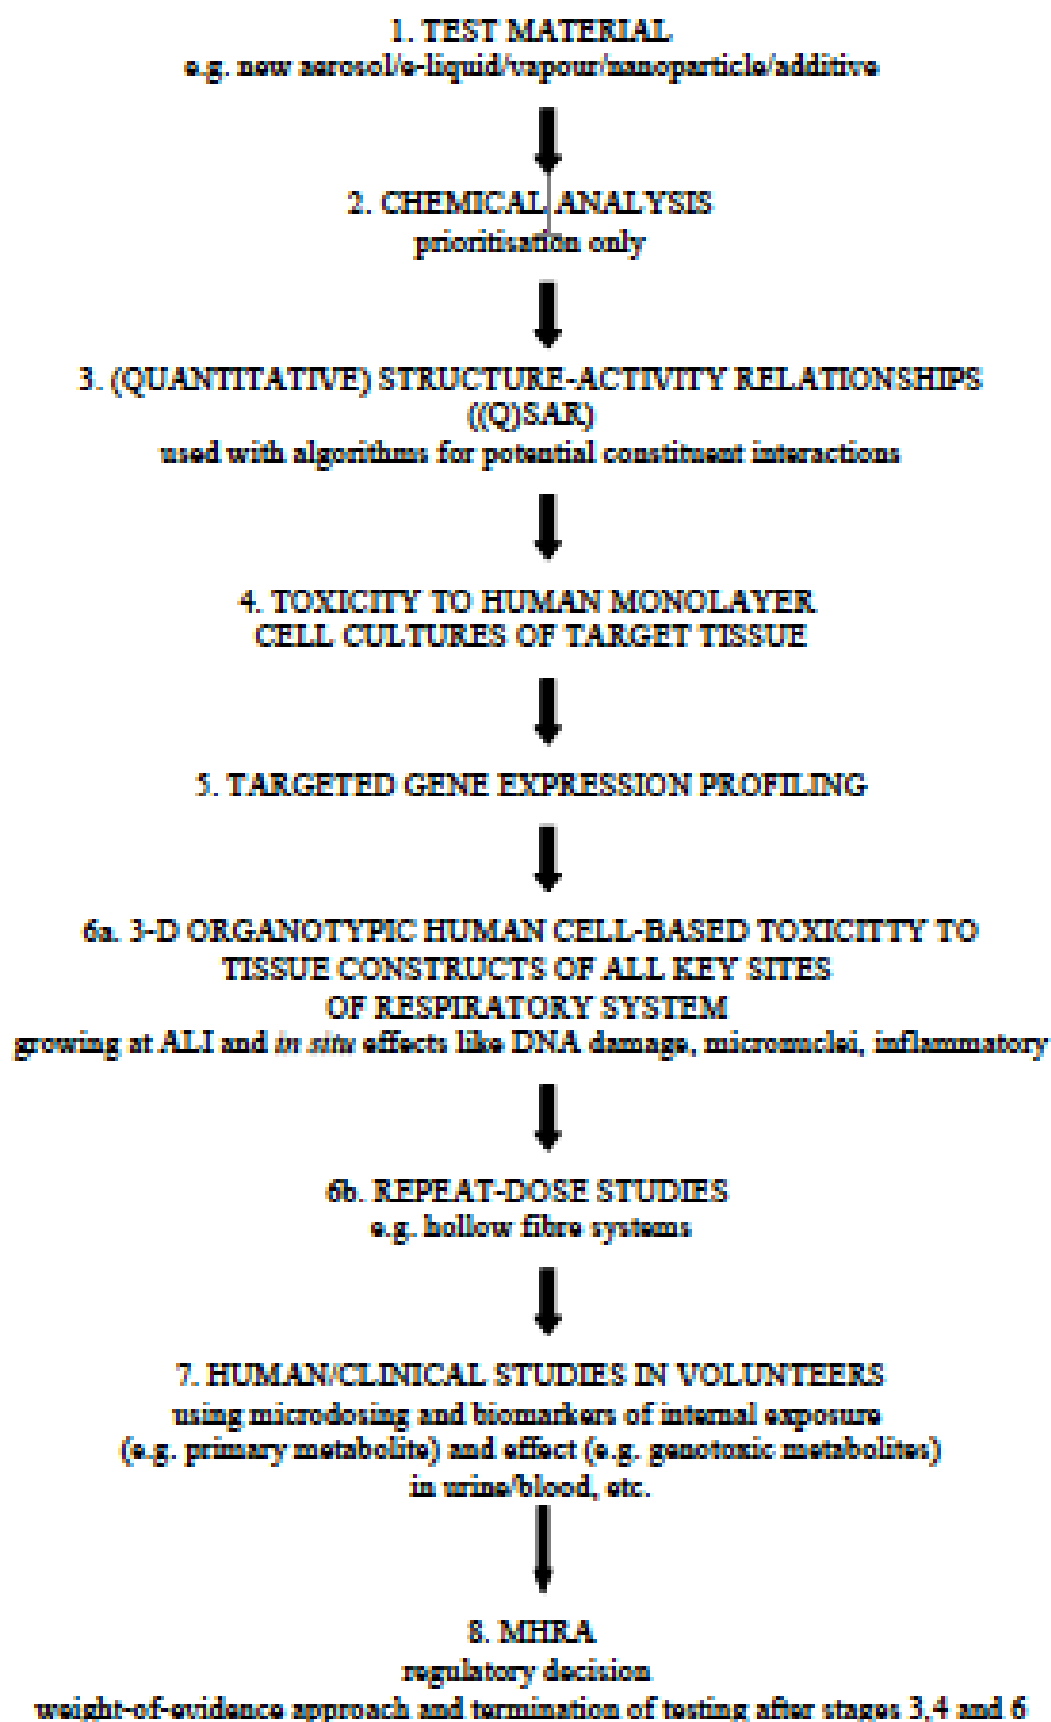 1. TEST MATERIAL
e.g. new aerosol/e-liquid/vapour/nanoparticle/additive
2. CHEMICAL ANALYSIS
prioritisation only
3. (QUANTITATIVE) STRUCTURE-ACTIVITY RELATIONSHIPS
((Q)SAR)
used with algorithms for potential constituent interactions
4. TOXICITY TO HUMAN MONOLAYER
CELL CULTURES OF TARGET TISSUE
5. TARGETED GENE EXPRESSION PROFILING
6a. 3-D ORGANOTYPIC HUMAN CELL-BASED TOXICITTY TO
TISSUE CONSTRUCTS OF ALL KEY SITES
OF RESPIRATORY SYSTEM
growing at ALI and in situ effects like DNA damage, micronuclei, inflammatory
6b. REPEAT-DOSE STUDIES
e.g. hollow fibre systems
7. HUMAN/CLINICAL STUDIES IN VOLUNTEERS
using microdosing and biomarkers of internal exposure
(e.g. primary metabolite) and effect (e.g. genotoxic metabolites)
in urine/blood, etc.
8. MHRA
regulatory decision
weight-of-evidence approach and termination of testing after stages 3,4 and 6